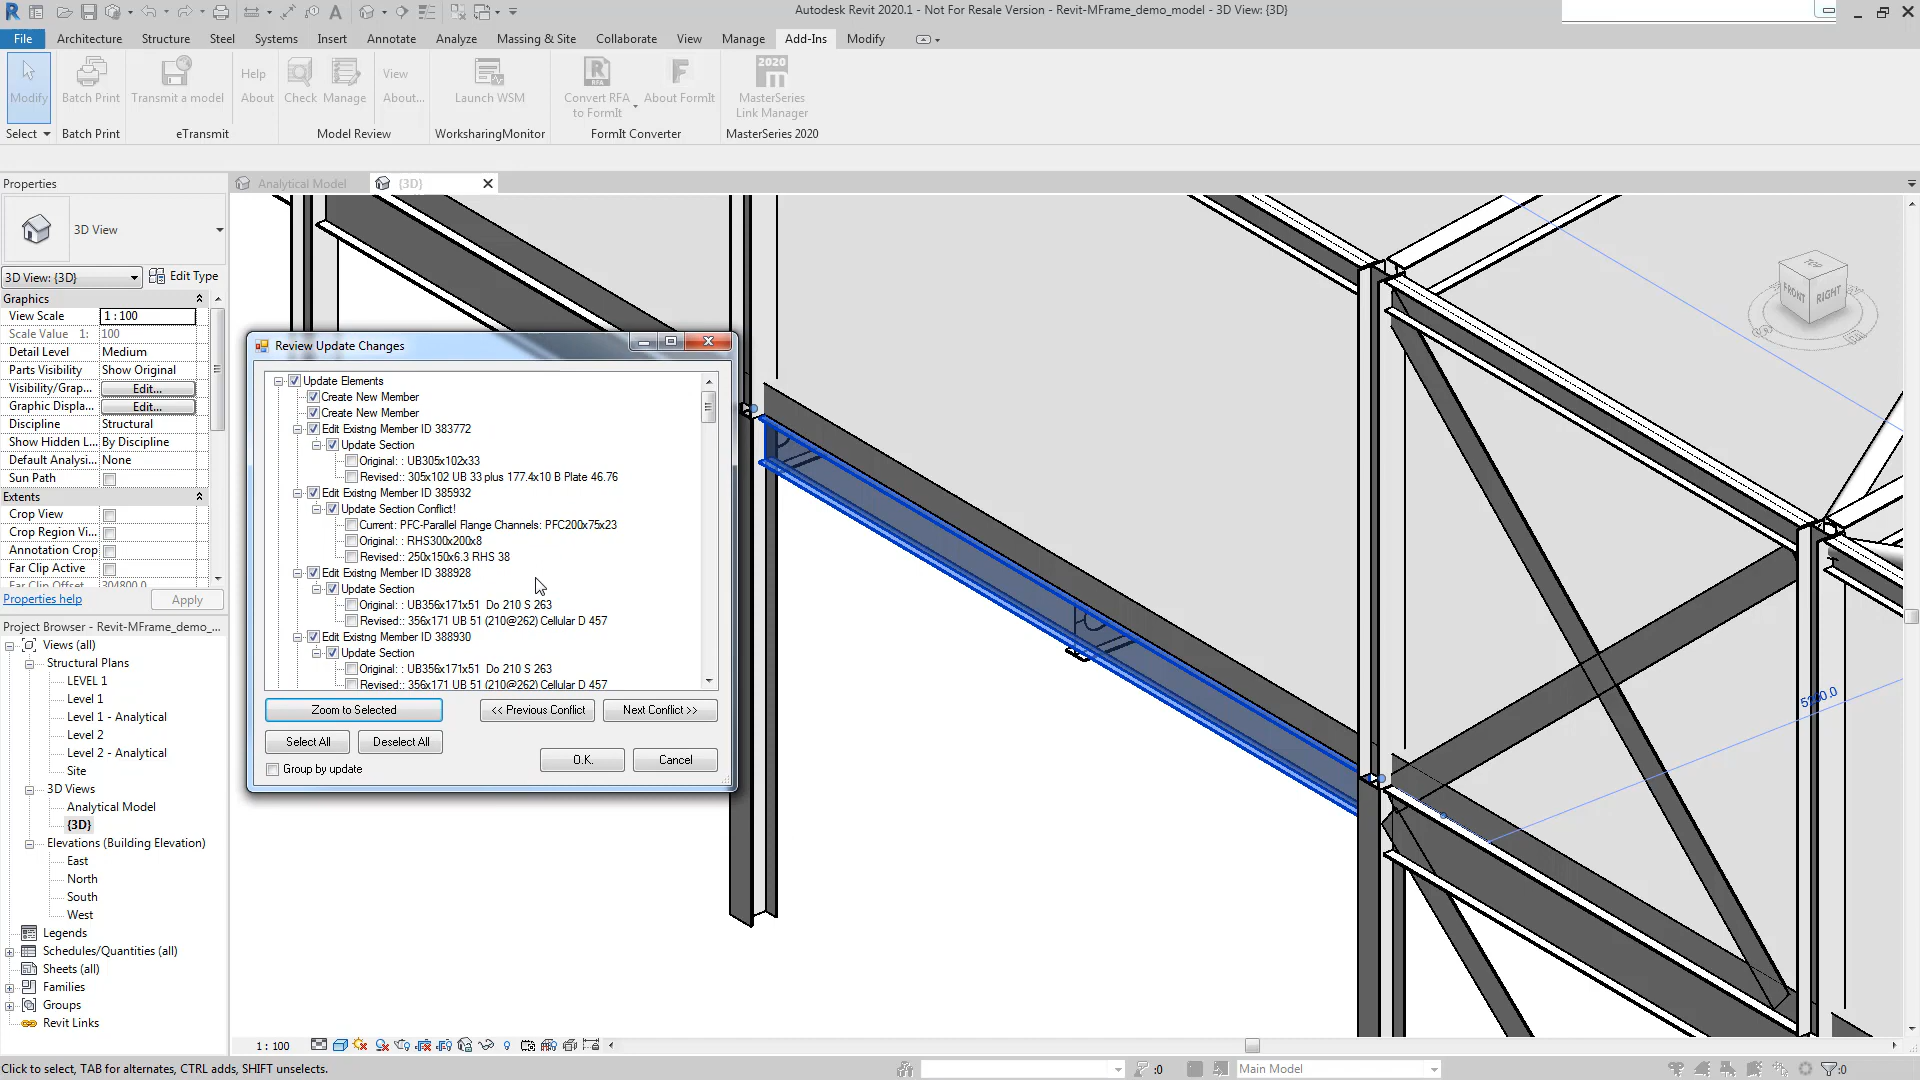 Autodesk Revit 2020.1 - Not For Resale Version - Revit-MFrame_demo_model - 3D View: {3D}
File Architecture Structure Steel Systems Insert Annotate Analyze Massing & Site Collaborate View Manage Add-Ins Modify
Modify Batch Print Transmit a model Help About Check Manage View About... Launch WSM Convert RFA to FormIt About FormIt 2020 MasterSeries Link Manager
Select Batch Print eTransmit Model Review WorksharingMonitor FormIt Converter MasterSeries 2020
Properties
Analytical Model
{3D}
3D View
3D View: {3D}
Edit Type
Graphics
View Scale 1 : 100
Scale Value 1: 100
Detail Level Medium
Parts Visibility Show Original
Visibility/Grap... Edit...
Graphic Displa... Edit...
Discipline Structural
Show Hidden L... By Discipline
Default Analysi... None
Sun Path
Extents
Crop View
Crop Region Vi...
Annotation Crop
Far Clip Active
Far Clip Offset 304800.0
Properties help
Apply
Project Browser - Revit-MFrame_demo_...
Views (all)
Structural Plans
LEVEL 1
Level 1
Level 1 - Analytical
Level 2
Level 2 - Analytical
Site
3D Views
Analytical Model
{3D}
Elevations (Building Elevation)
East
North
South
West
Legends
Schedules/Quantities (all)
Sheets (all)
Families
Groups
Revit Links
Review Update Changes
Update Elements
Create New Member
Create New Member
Edit Existng Member ID 383772
Update Section
Original: : UB305x102x33
Revised:: 305x102 UB 33 plus 177.4x10 B Plate 46.76
Edit Existng Member ID 385932
Update Section Conflict!
Current: PFC-Parallel Flange Channels: PFC200x75x23
Original: : RHS300x200x8
Revised:: 250x150x6.3 RHS 38
Edit Existng Member ID 388928
Update Section
Original: : UB356x171x51 Do 210 S 263
Revised:: 356x171 UB 51 (210@262) Cellular D 457
Edit Existng Member ID 388930
Update Section
Original: : UB356x171x51 Do 210 S 263
Revised:: 356x171 UB 51 (210@262) Cellular D 457
Zoom to Selected
<< Previous Conflict
Next Conflict >>
Select All
Deselect All
O.K.
Cancel
Group by update
TOP
FRONT
RIGHT
1 : 100
Click to select, TAB for alternates, CTRL adds, SHIFT unselects.
:0
Main Model
:0